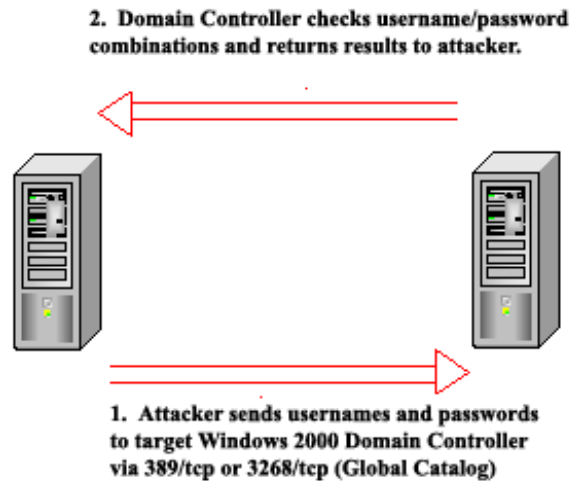 2. Domain Controller checks username/password
combinations and returns results to attacker.
1. Attacker sends usernames and passwords
to target Windows 2000 Domain Controller
via 389/tcp or 3268/tcp (Global Catalog)